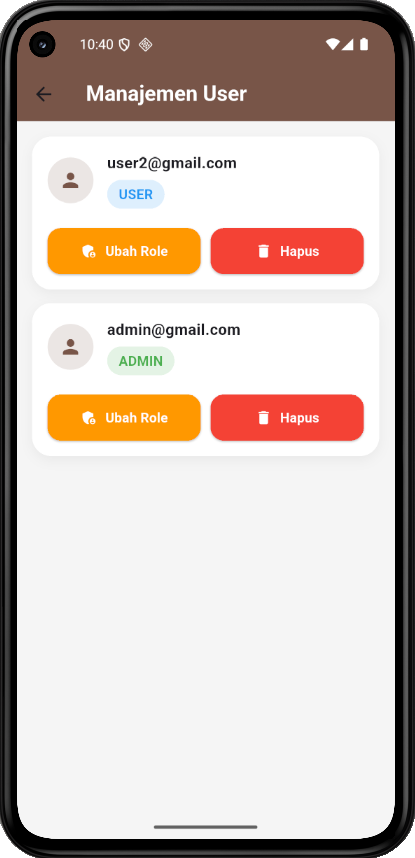 10:40
Manajemen User
user2@gmail.com
USER
Ubah Role
Hapus
admin@gmail.com
ADMIN
Ubah Role
Hapus